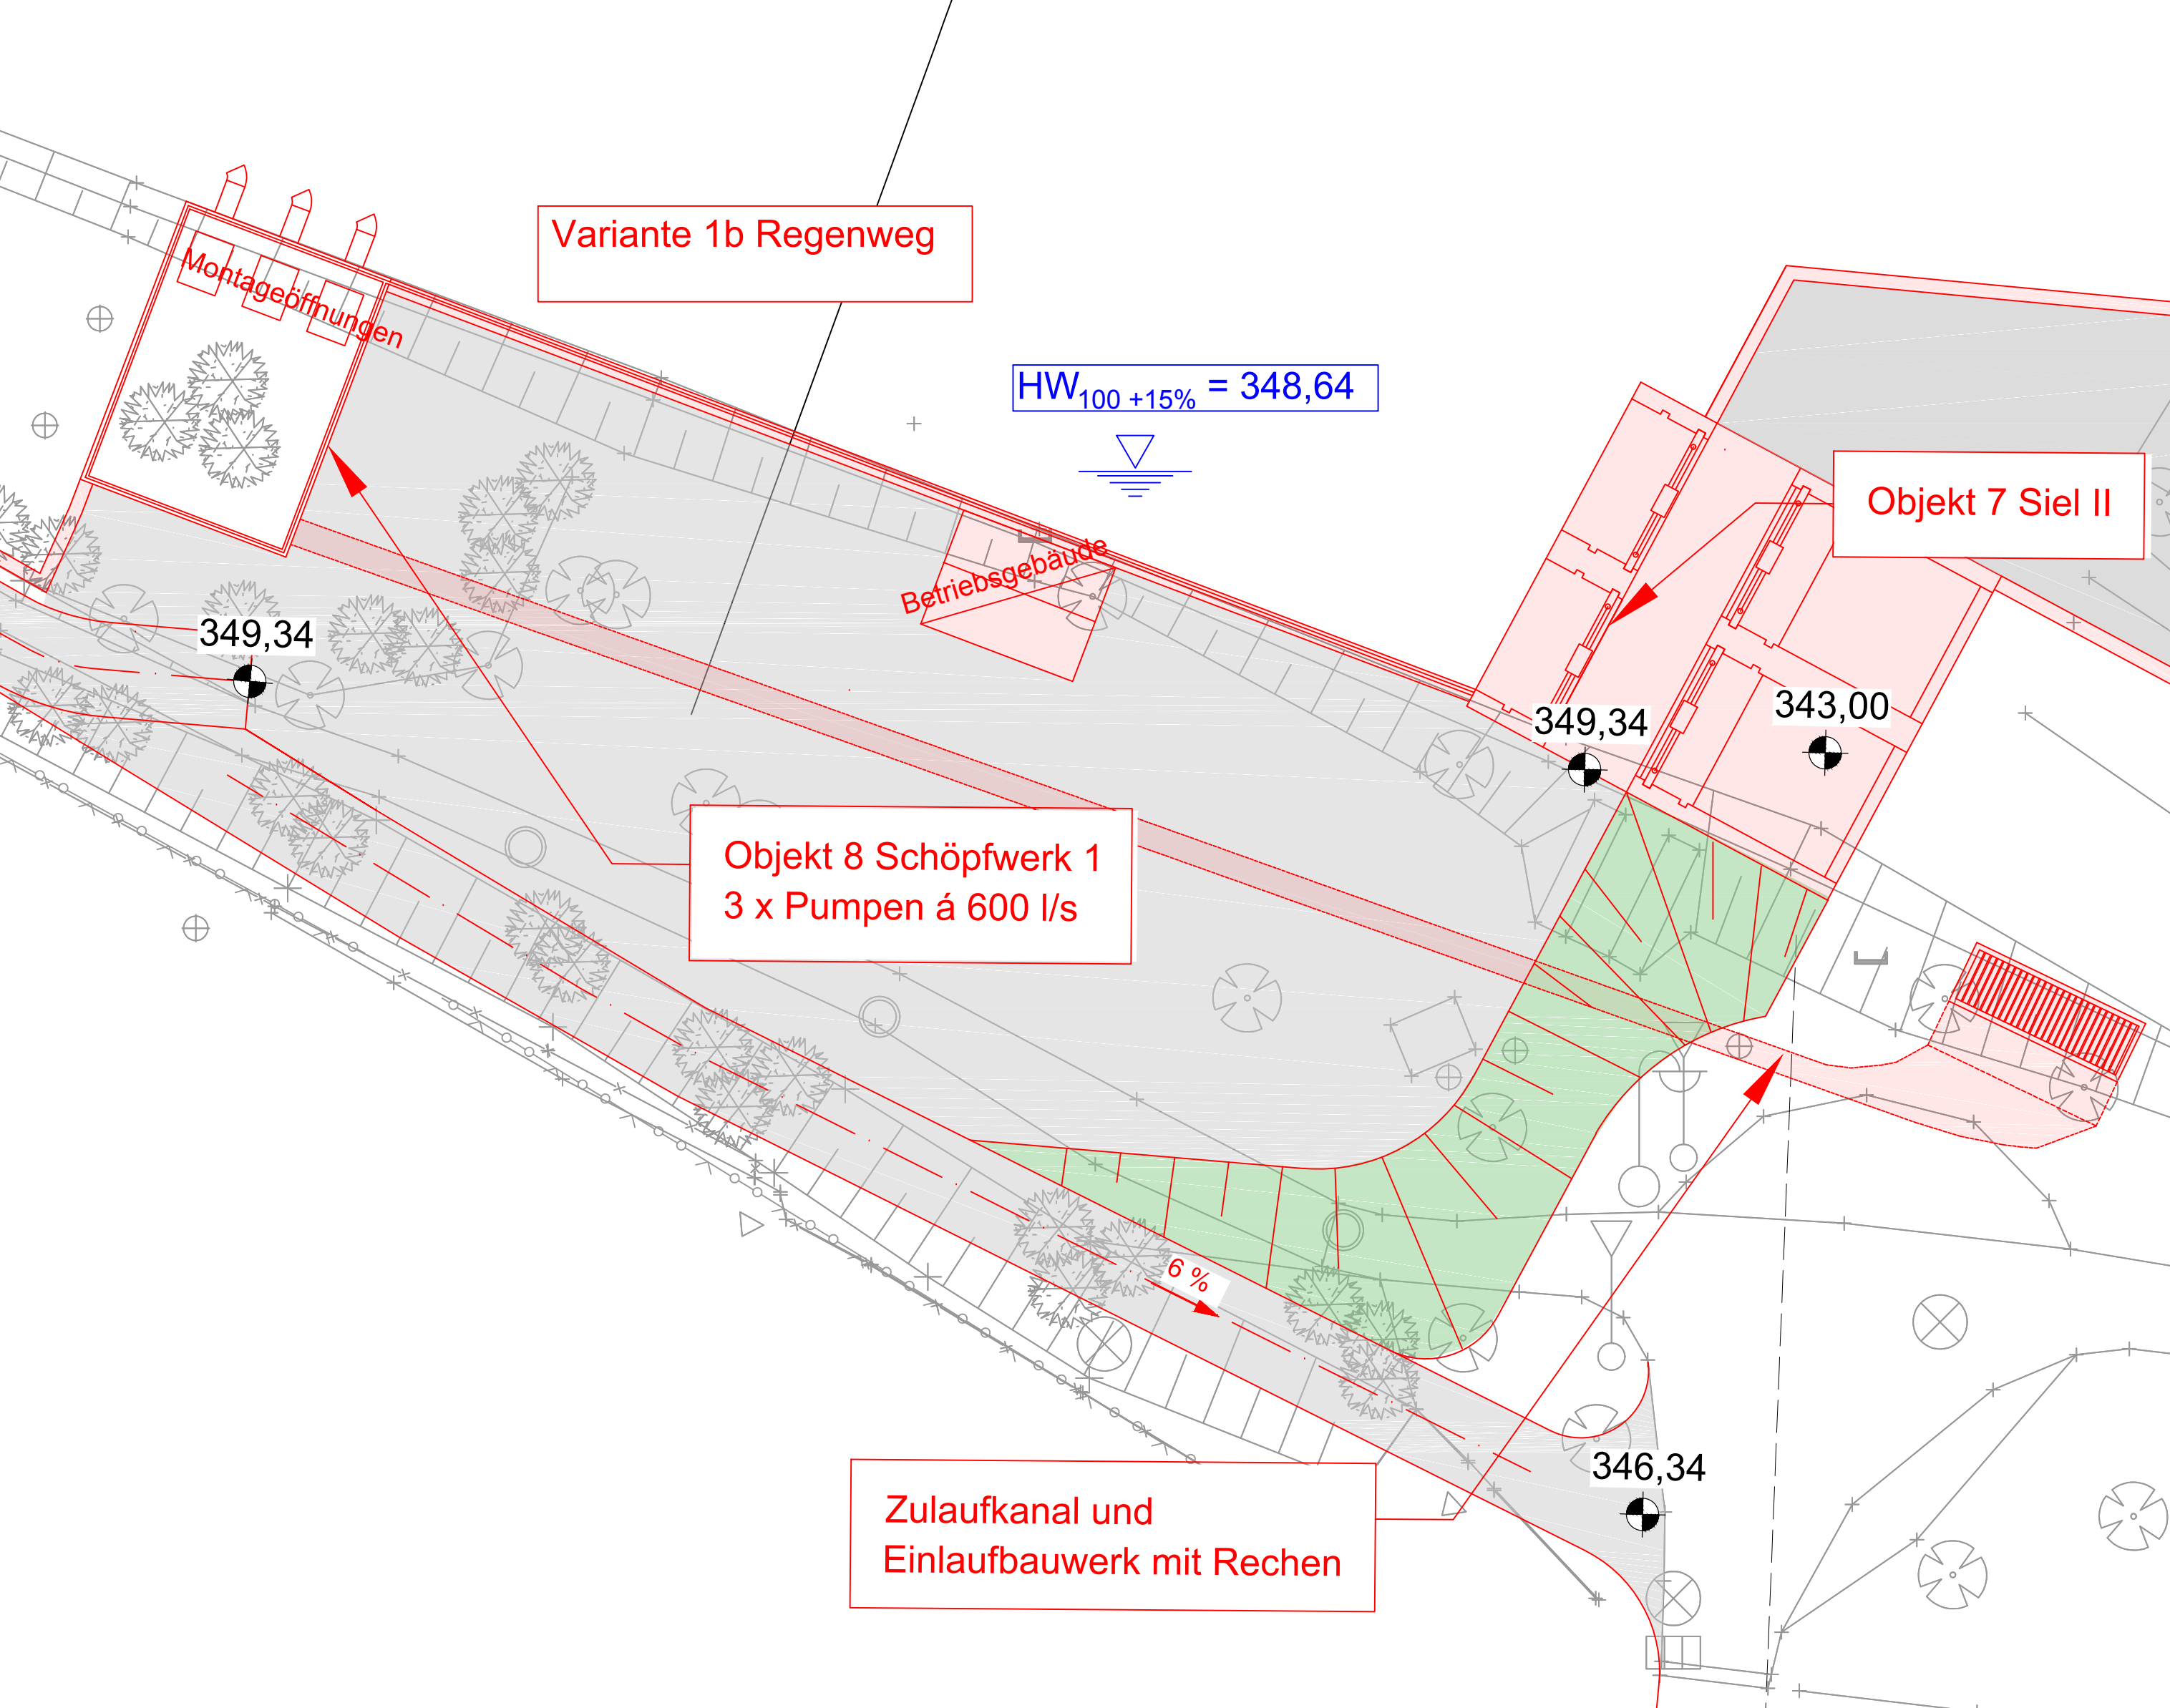 Variante 1b Regenweg
Montageöffnungen
HW100 +15% = 348,64
Objekt 7 Siel II
Betriebsgebäude
349,34
349,34
343,00
Objekt 8 Schöpfwerk 1
3 x Pumpen á 600 l/s
6 %
346,34
Zulaufkanal und
Einlaufbauwerk mit Rechen